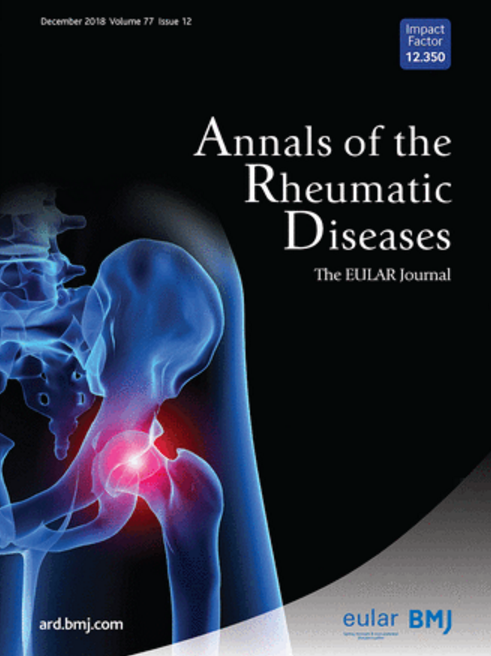 December 2018 Volume 77 Issue 12
Impact
Factor
12.350
Annals of the
Rheumatic
Diseases
The EULAR Journal
ard.bmj.com
eular BMJ